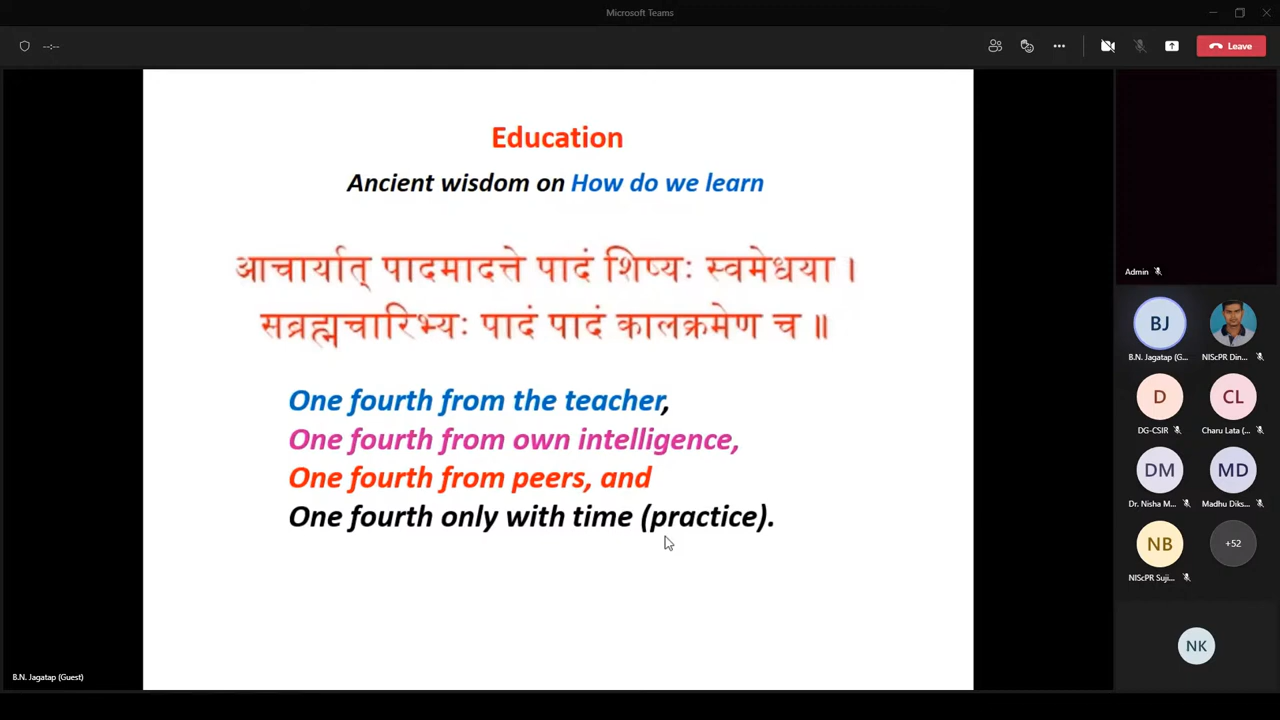 Microsoft Teams
--:--
Leave
Education
Ancient wisdom on How do we learn
आचार्यात् पादमादत्ते पादं शिष्यः स्वमेधया ।
सब्रह्मचारिभ्यः पादं पादं कालक्रमेण च ॥
One fourth from the teacher,
One fourth from own intelligence,
One fourth from peers, and
One fourth only with time (practice).
B.N. Jagatap (Guest)
Admin
BJ
B.N. Jagatap (G...
NIScPR Din...
D
DG-CSIR
CL
Charu Lata (...
DM
Dr. Nisha M...
MD
Madhu Diks...
NB
NIScPR Suji...
+52
NK